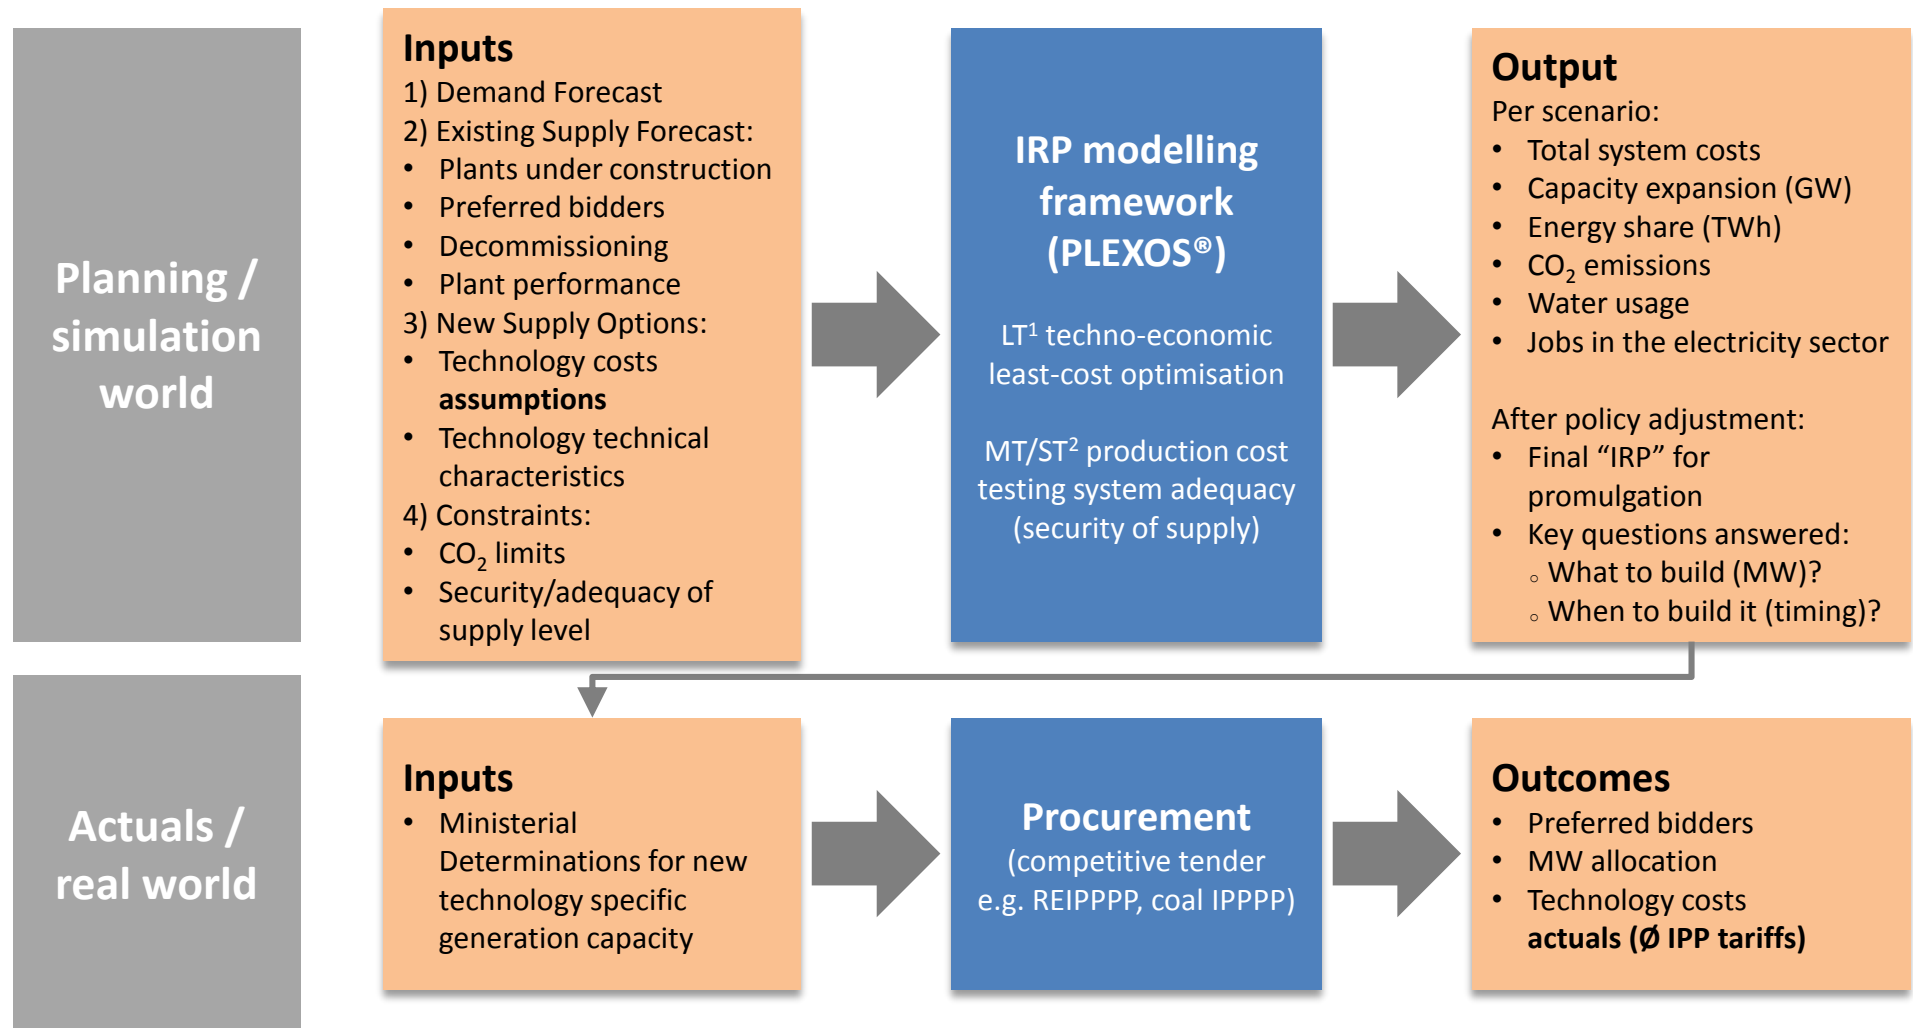 Planning /
simulation
world
Inputs
1) Demand Forecast
2) Existing Supply Forecast:
• Plants under construction
• Preferred bidders
• Decommissioning
• Plant performance
3) New Supply Options:
• Technology costs
assumptions
• Technology technical
characteristics
4) Constraints:
• CO₂ limits
• Security/adequacy of
supply level
IRP modelling
framework
(PLEXOS®)
LT¹ techno-economic
least-cost optimisation
MT/ST² production cost
testing system adequacy
(security of supply)
Output
Per scenario:
• Total system costs
• Capacity expansion (GW)
• Energy share (TWh)
• CO₂ emissions
• Water usage
• Jobs in the electricity sector
After policy adjustment:
• Final “IRP” for
promulgation
• Key questions answered:
○ What to build (MW)?
○ When to build it (timing)?
Actuals /
real world
Inputs
• Ministerial
Determinations for new
technology specific
generation capacity
Procurement
(competitive tender
e.g. REIPPPP, coal IPPPP)
Outcomes
• Preferred bidders
• MW allocation
• Technology costs
actuals (Ø IPP tariffs)